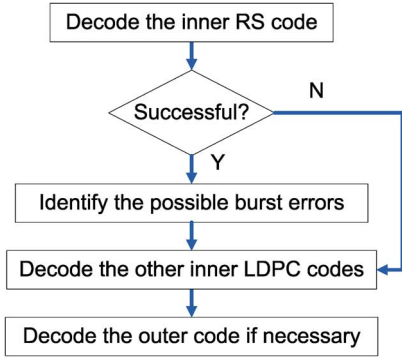 Decode the inner RS code
Successful?
N
Y
Identify the possible burst errors
Decode the other inner LDPC codes
Decode the outer code if necessary